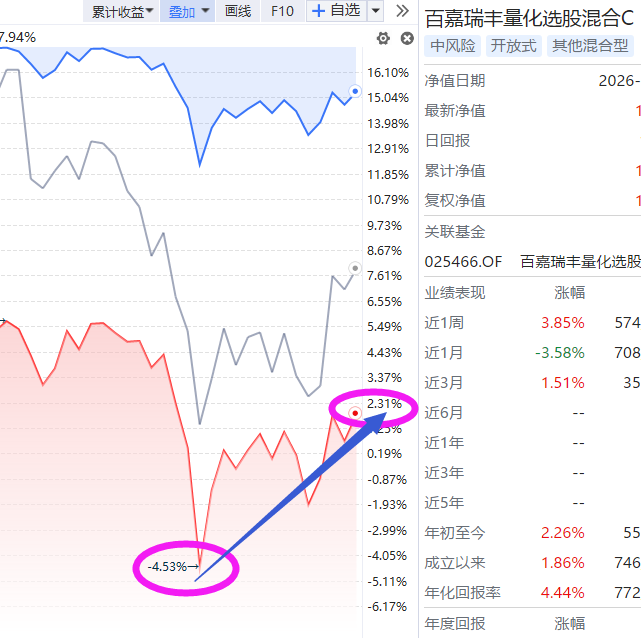 累计收益 叠加 画线 F10 + 自选
7.94%
16.10%
15.04%
13.98%
12.91%
11.85%
10.79%
9.73%
8.67%
7.61%
6.55%
5.49%
4.43%
3.37%
2.31%
0.19%
-0.87%
-1.93%
-2.99%
-4.05%
-5.11%
-6.17%
-4.53%→
百嘉瑞丰量化选股混合C
中风险 开放式 其他混合型
净值日期 2026-
最新净值 1
日回报
累计净值 1
复权净值 1
关联基金
025466.OF 百嘉瑞丰量化选股
业绩表现 涨幅
近1周 3.85% 574
近1月 -3.58% 708
近3月 1.51% 35
近6月 --
近1年 --
近3年 --
近5年 --
年初至今 2.26% 55
成立以来 1.86% 746
年化回报率 4.44% 772
年度回报 涨幅